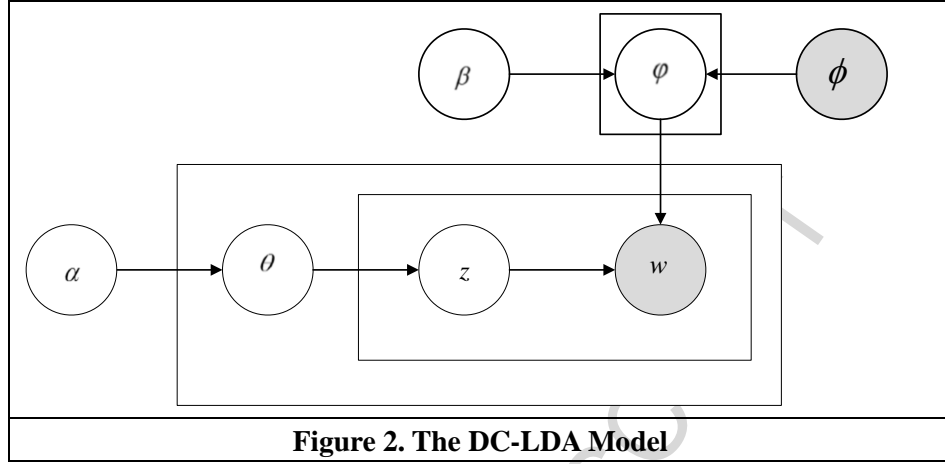 β φ ϕ
α θ z w
Figure 2. The DC-LDA Model